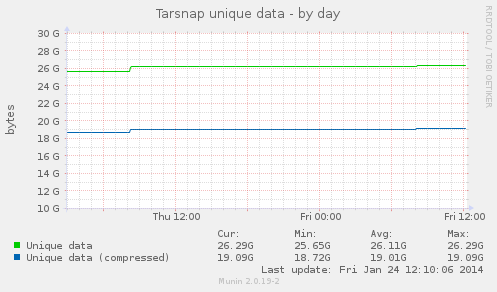 Tarsnap unique data - by day
RRDTOOL / TOBI OETIKER
bytes
30 G
28 G
26 G
24 G
22 G
20 G
18 G
16 G
14 G
12 G
10 G
Thu 12:00 Fri 00:00 Fri 12:00
Cur: Min: Avg: Max:
Unique data 26.29G 25.65G 26.11G 26.29G
Unique data (compressed) 19.09G 18.72G 19.01G 19.09G
Last update: Fri Jan 24 12:10:06 2014
Munin 2.0.19-2